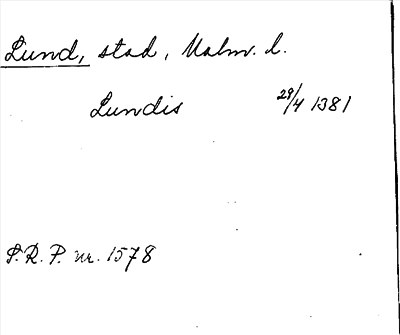 Lund, stad, Malm. l.
Lundis 29/4 1381
S.R.P. nr. 1578